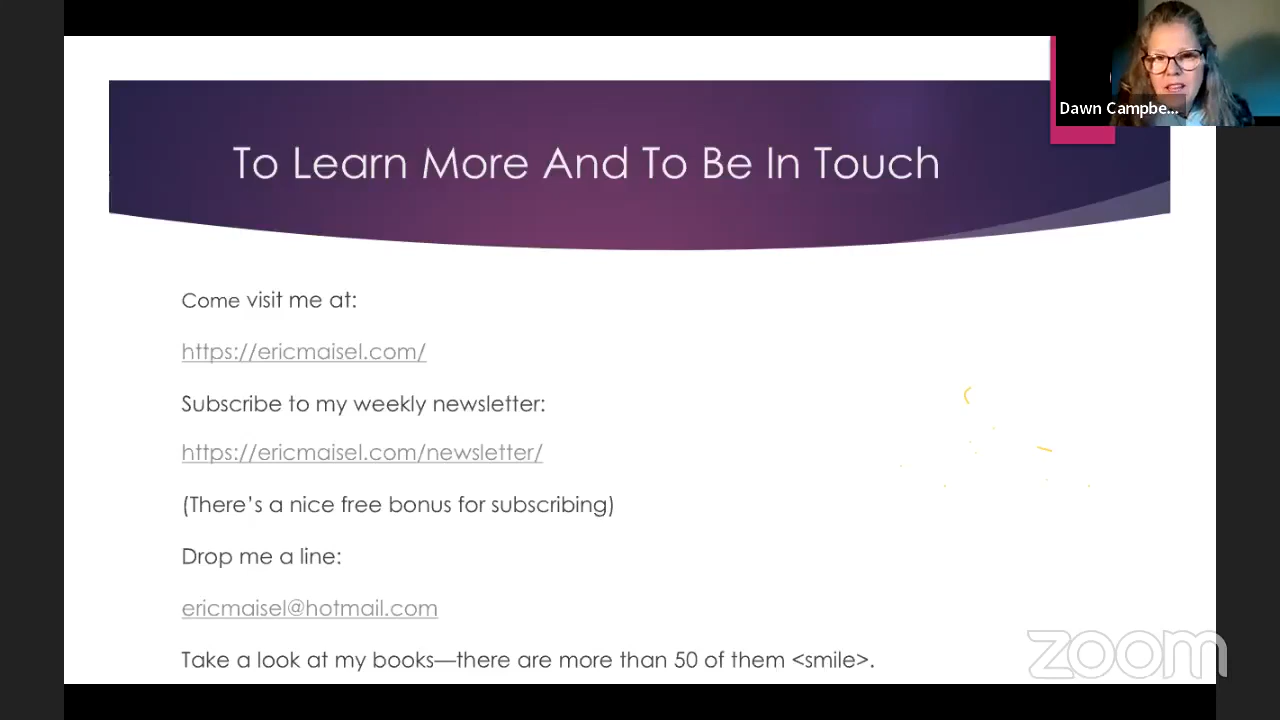 Dawn Campbe...
To Learn More And To Be In Touch
Come visit me at:
https://ericmaisel.com/
Subscribe to my weekly newsletter:
https://ericmaisel.com/newsletter/
(There’s a nice free bonus for subscribing)
Drop me a line:
ericmaisel@hotmail.com
Take a look at my books—there are more than 50 of them <smile>.
zoom